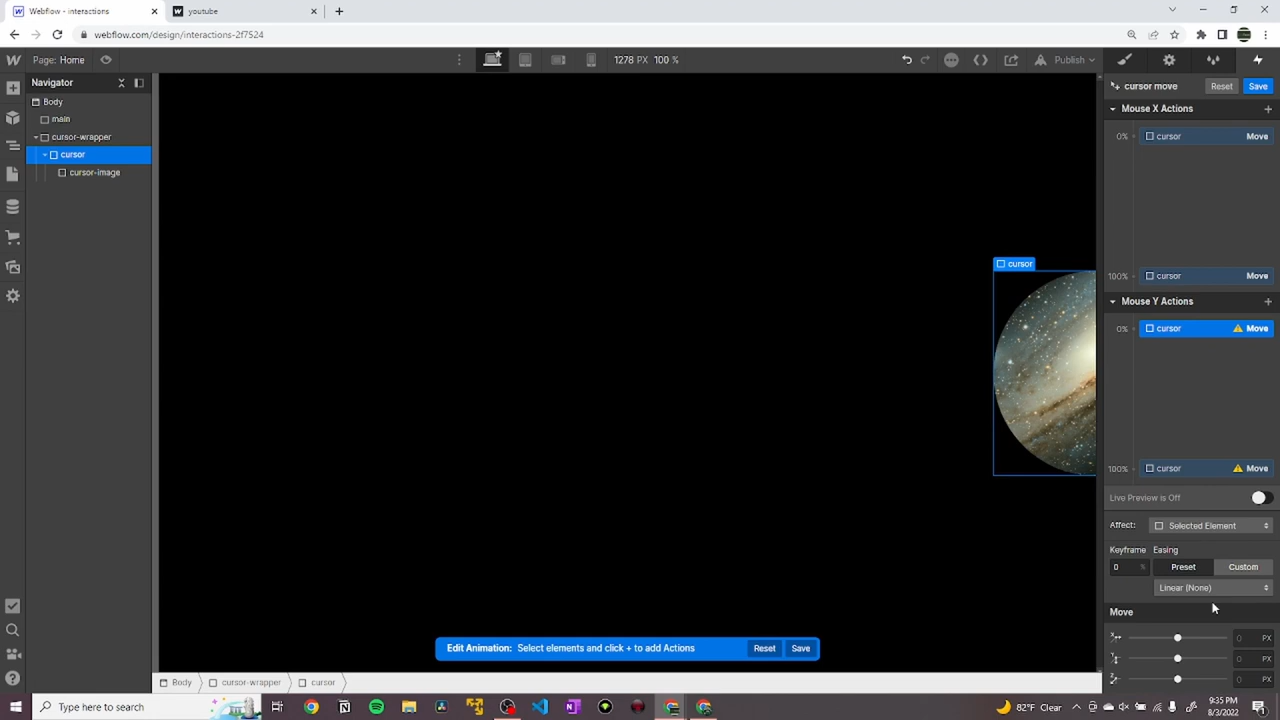 Webflow - interactions
youtube
webflow.com/design/interactions-2f7524
Page: Home
1278 PX 100 %
Publish
Navigator
cursor move
Reset
Save
Body
main
cursor-wrapper
cursor
cursor-image
Mouse X Actions
0%
cursor
Move
100%
cursor
Move
Mouse Y Actions
0%
cursor
Move
100%
cursor
Move
cursor
Live Preview is Off
Affect:
Selected Element
Keyframe
Easing
0 %
Preset
Custom
Linear (None)
Move
X
0 PX
Y
0 PX
Z
0 PX
Edit Animation: Select elements and click + to add Actions
Reset
Save
Body
cursor-wrapper
cursor
Type here to search
82°F Clear
9:35 PM
8/3/2022